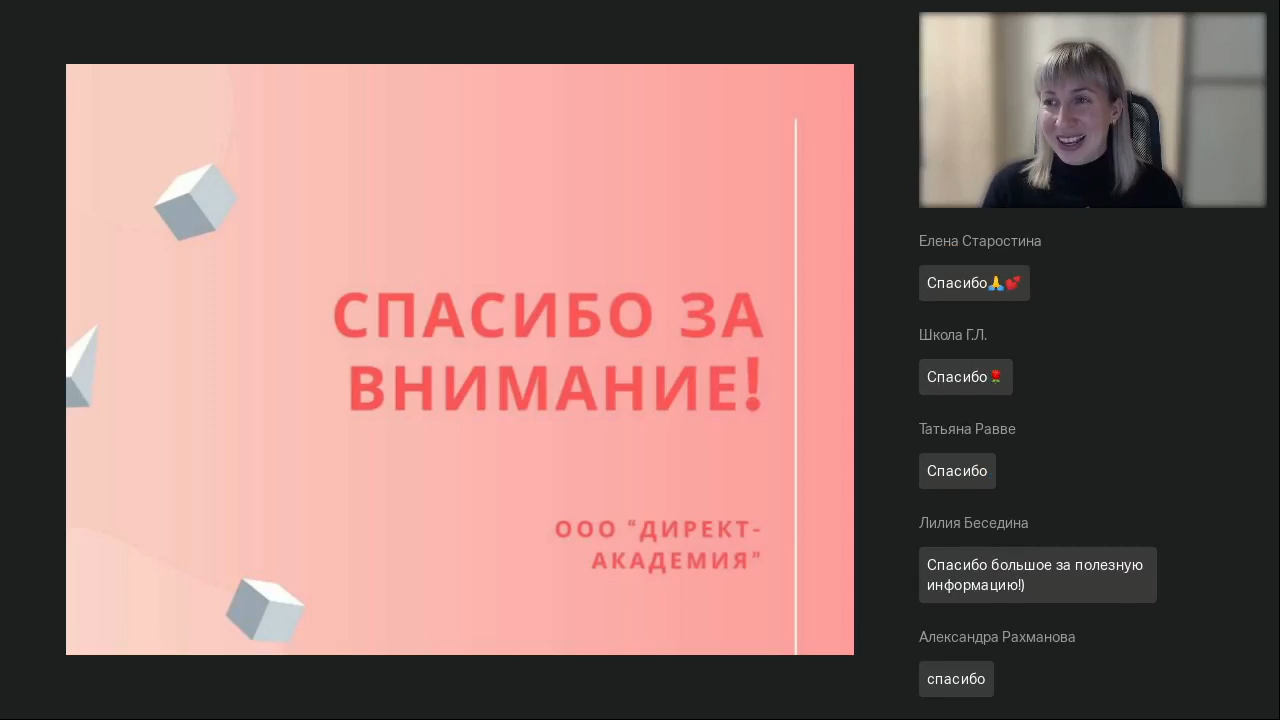 СПАСИБО ЗА
ВНИМАНИЕ!
ООО “ДИРЕКТ-
АКАДЕМИЯ”
Елена Старостина
Спасибо🙏💕
Школа Г.Л.
Спасибо🌹
Татьяна Равве
Спасибо
Лилия Беседина
Спасибо большое за полезную
информацию!)
Александра Рахманова
спасибо